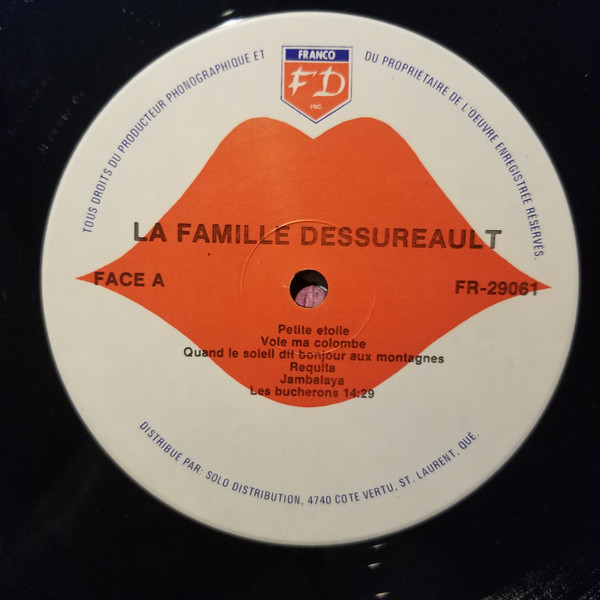 TOUS DROITS DU PRODUCTEUR PHONOGRAPHIQUE ET DU PROPRIÉTAIRE DE L'OEUVRE ENREGISTRÉE RÉSERVÉS.
FRANCO
FD
INC.
LA FAMILLE DESSUREAULT
FACE A
FR-29061
Petite etoile
Vole ma colombe
Quand le soleil dit bonjour aux montagnes
Requita
Jambalaya
Les bucherons 14:29
DISTRIBUÉ PAR: SOLO DISTRIBUTION, 4740 COTE VERTU, ST. LAURENT, QUÉ.